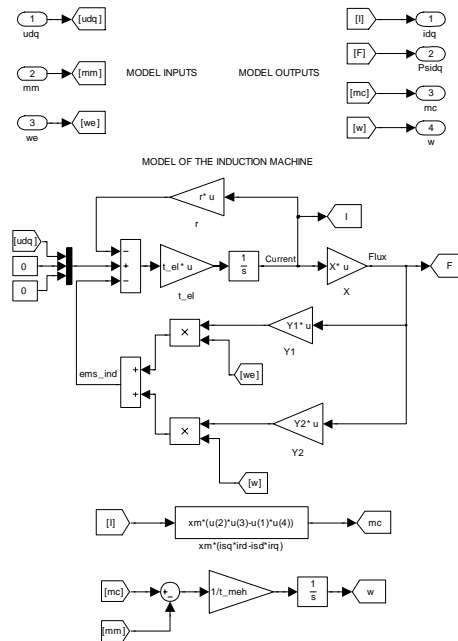 1
[udq]
udq
2
[mm]
mm
3
[we]
we
MODEL INPUTS
MODEL OUTPUTS
[I]
1
idq
[F]
2
Psidq
[mc]
3
mc
[w]
4
w
MODEL OF THE INDUCTION MACHINE
r* u
r
I
[udq]
0
0
−
+
−
t_el* u
t_el
1
s
Current
X* u
X
Flux
F
Y1* u
Y1
×
[we]
ems_ind
+
+
Y2* u
Y2
×
[w]
[I]
xm*(u(2)*u(3)-u(1)*u(4))
mc
xm*(isq*ird-isd*irq)
[mc]
+
−
1/t_meh
1
s
w
[mm]